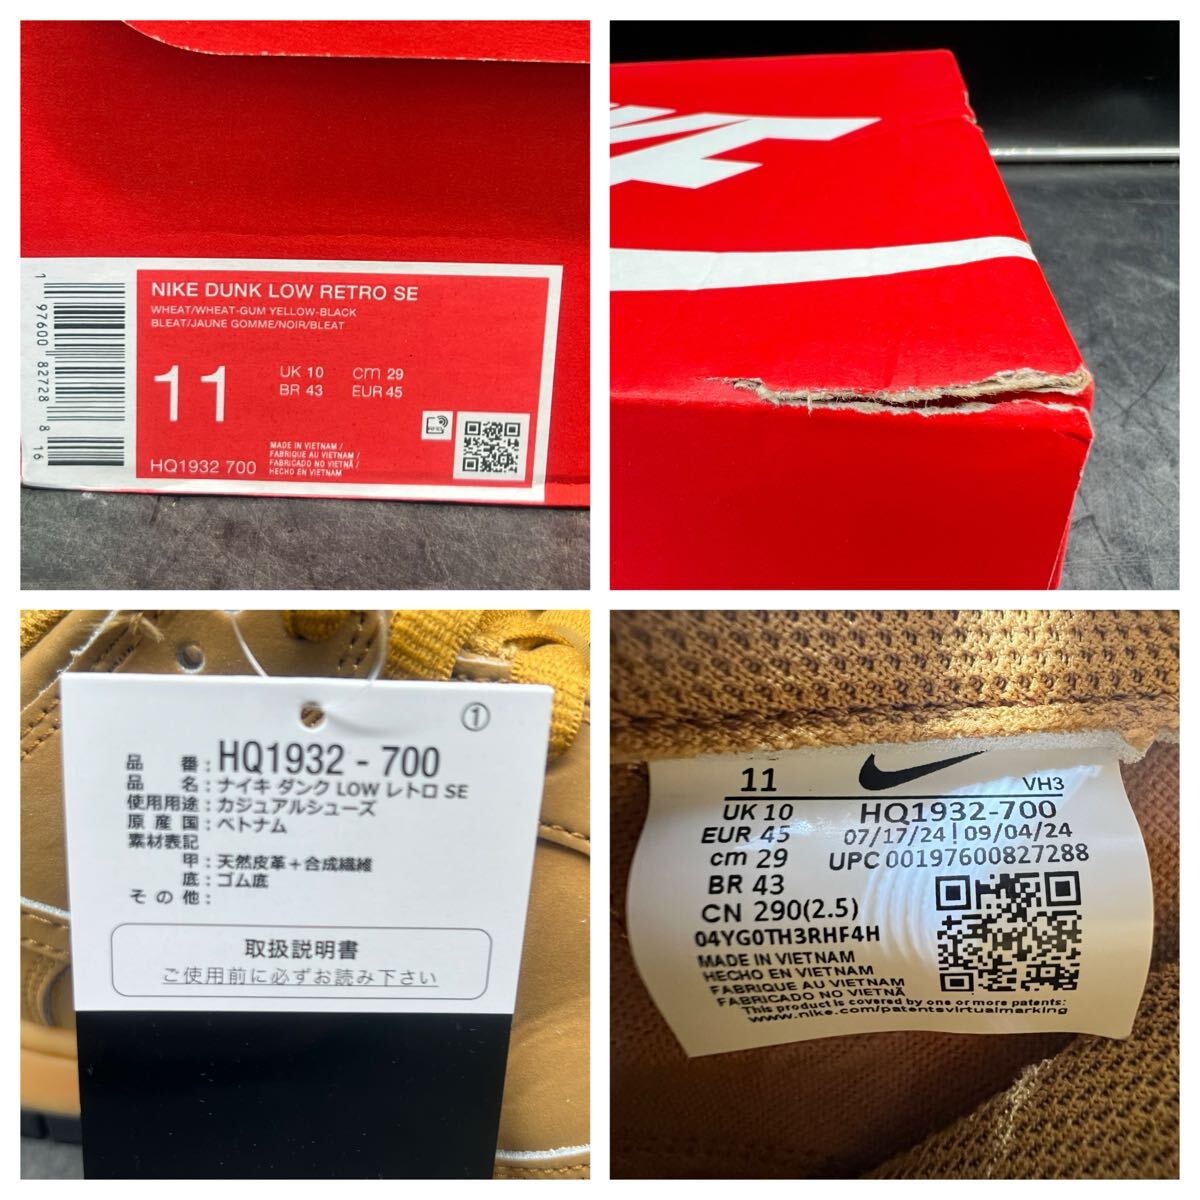 NIKE DUNK LOW RETRO SE
WHEAT/WHEAT-GUM YELLOW-BLACK
BLEAT/JAUNE GOMME/NOIR/BLEAT
11
UK 10 cm 29
BR 43 EUR 45
MADE IN VIETNAM /
FABRIQUE AU VIETNAM /
FABRICADO NO VIETNÃ /
HECHO EN VIETNAM
HQ1932 700
1 97600 82728 8 16
①
品番:HQ1932-700
品名:ナイキ ダンク LOW レトロ SE
使用用途:カジュアルシューズ
原産国:ベトナム
素材表記
甲:天然皮革+合成繊維
底:ゴム底
その他:
取扱説明書
ご使用前に必ずお読み下さい
11 VH3
UK 10 HQ1932-700
EUR 45 07/17/24|09/04/24
cm 29 UPC 00197600827288
BR 43
CN 290(2.5)
04YG0TH3RHF4H
MADE IN VIETNAM
HECHO EN VIETNAM
FABRIQUE AU VIETNAM
FABRICADO NO VIETNÃ
This product is covered by one or more patents:
www.nike.com/patentsvirtualmarking